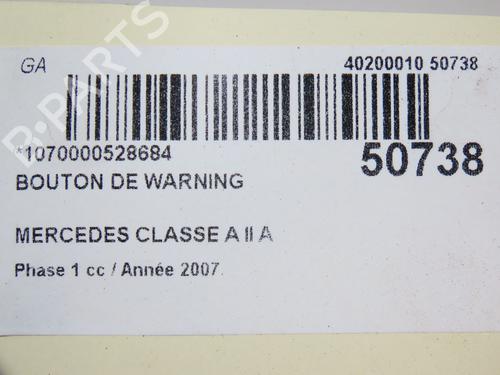 GA 40200010 50738
*1070000528684 50738
BOUTON DE WARNING
MERCEDES CLASSE A II A
Phase 1 cc / Année 2007.
B-PARTS